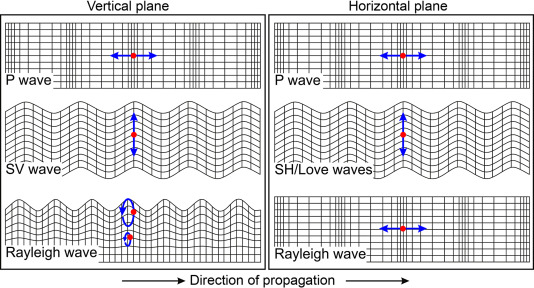 Vertical plane
Horizontal plane
P wave
P wave
SV wave
SH/Love waves
Rayleigh wave
Rayleigh wave
Direction of propagation